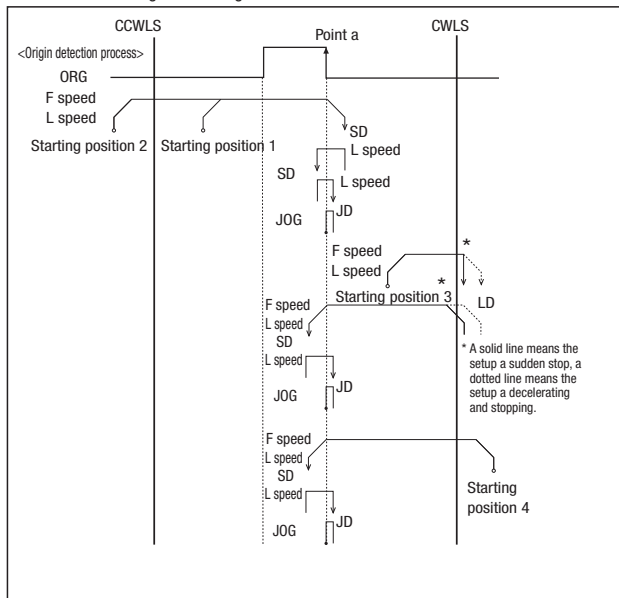 CCWLS
CWLS
Point a
<Origin detection process>
ORG
F speed
L speed
Starting position 2
Starting position 1
SD
L speed
SD
L speed
JOG
JD
F speed
L speed
*
Starting position 3
*
LD
F speed
L speed
SD
L speed
JOG
JD
* A solid line means the
setup a sudden stop, a
dotted line means the
setup a decelerating
and stopping.
F speed
L speed
SD
L speed
JOG
JD
Starting
position 4